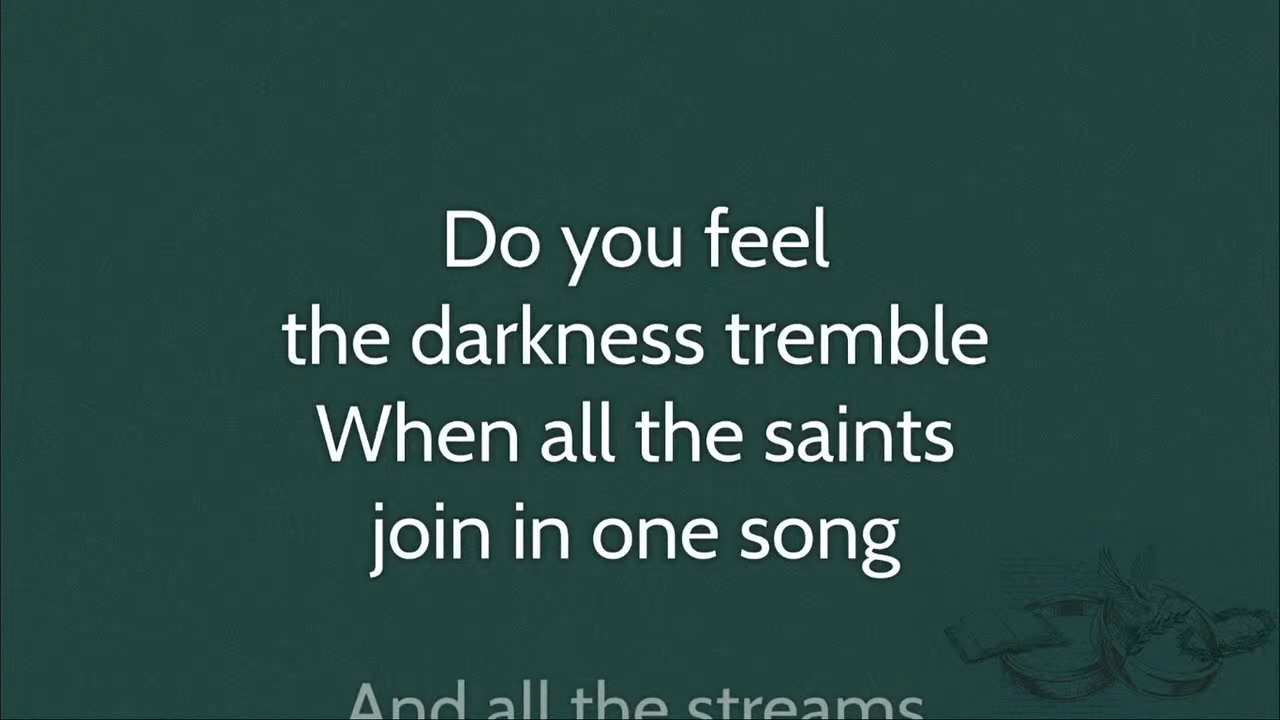 Do you feel
the darkness tremble
When all the saints
join in one song
And all the streams